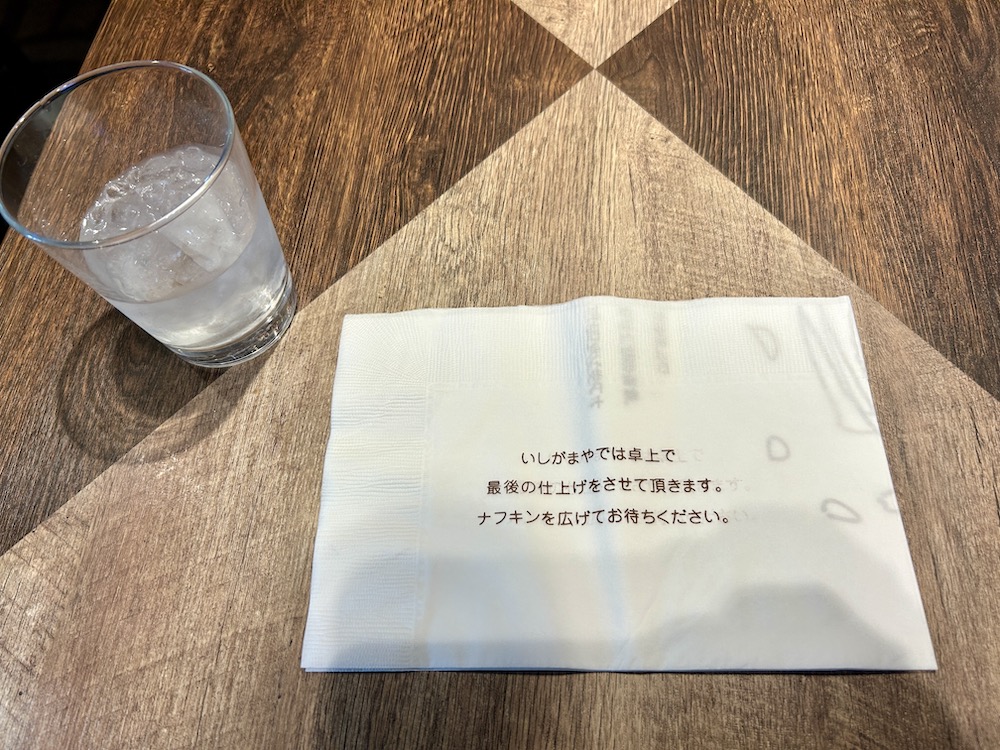 いしがまやでは卓上で
最後の仕上げをさせて頂きます。
ナフキンを広げてお待ちください。